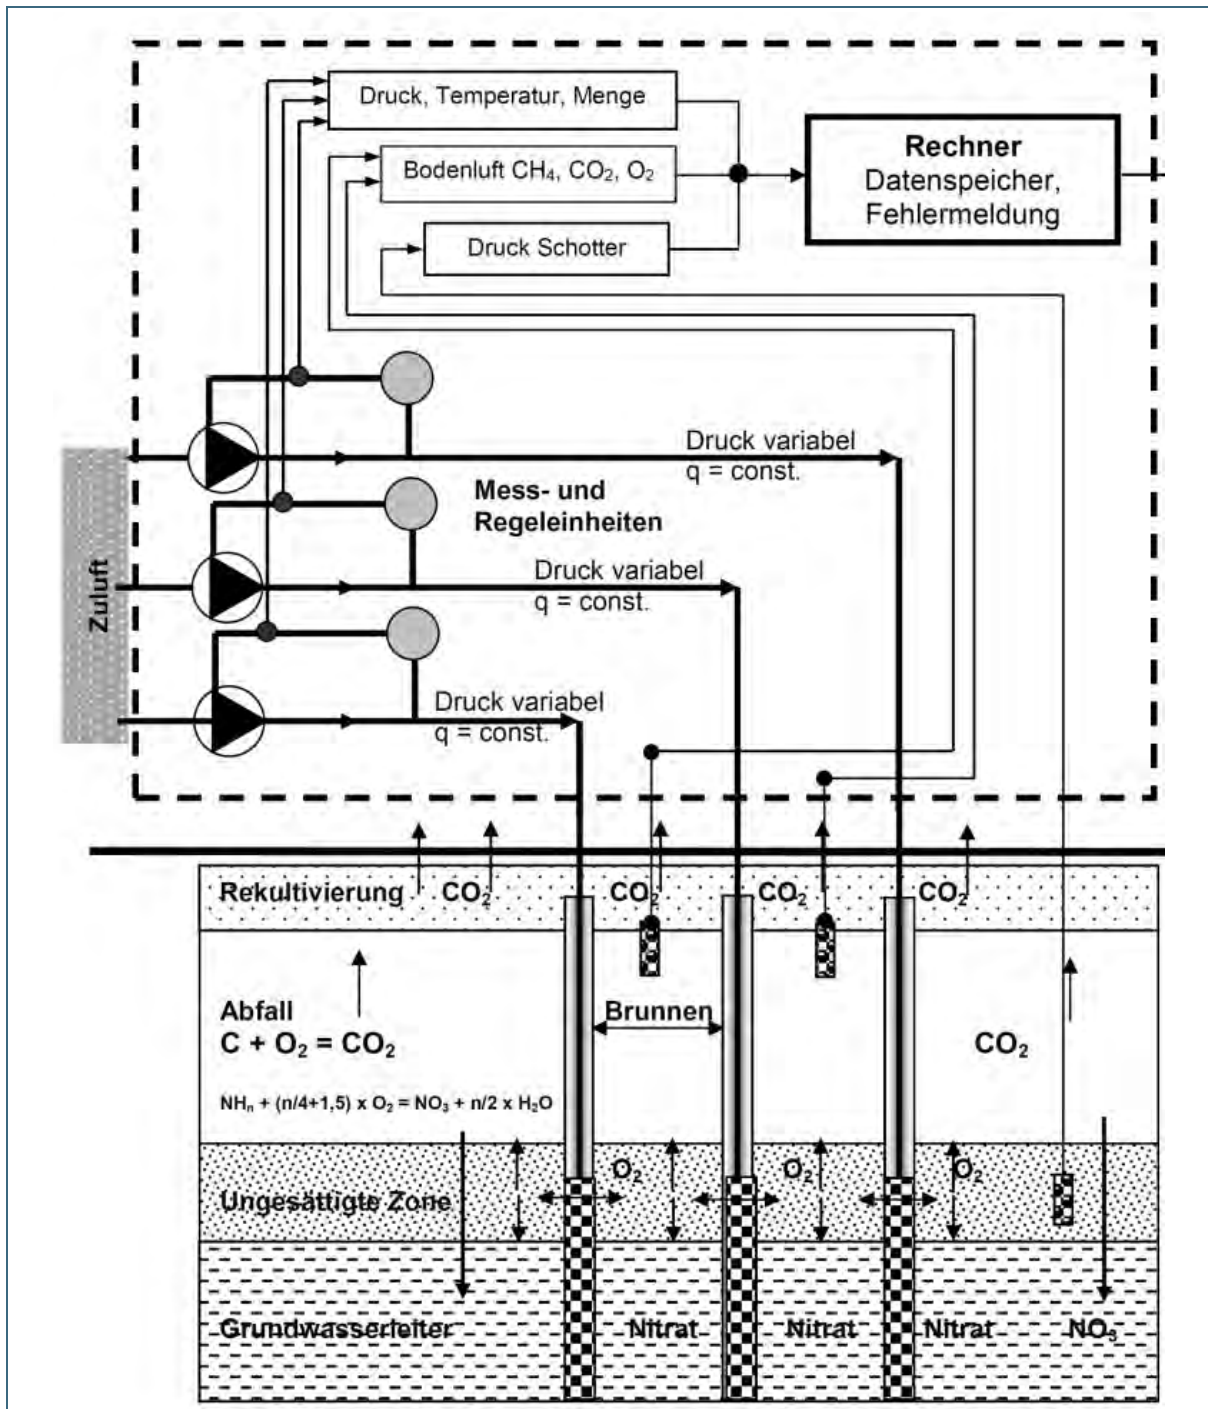 Druck, Temperatur, Menge
Bodenluft CH₄, CO₂, O₂
Druck Schotter
Rechner
Datenspeicher,
Fehlermeldung
Zuluft
Druck variabel
q = const.
Mess- und
Regeleinheiten
Druck variabel
q = const.
Druck variabel
q = const.
Rekultivierung CO₂ CO₂ CO₂ CO₂
Abfall
Brunnen
C + O₂ = CO₂
CO₂
NHₙ + (n/4+1,5) x O₂ = NO₃ + n/2 x H₂O
O₂ O₂ O₂
Ungesättigte Zone
Grundwasserleiter Nitrat Nitrat Nitrat NO₃